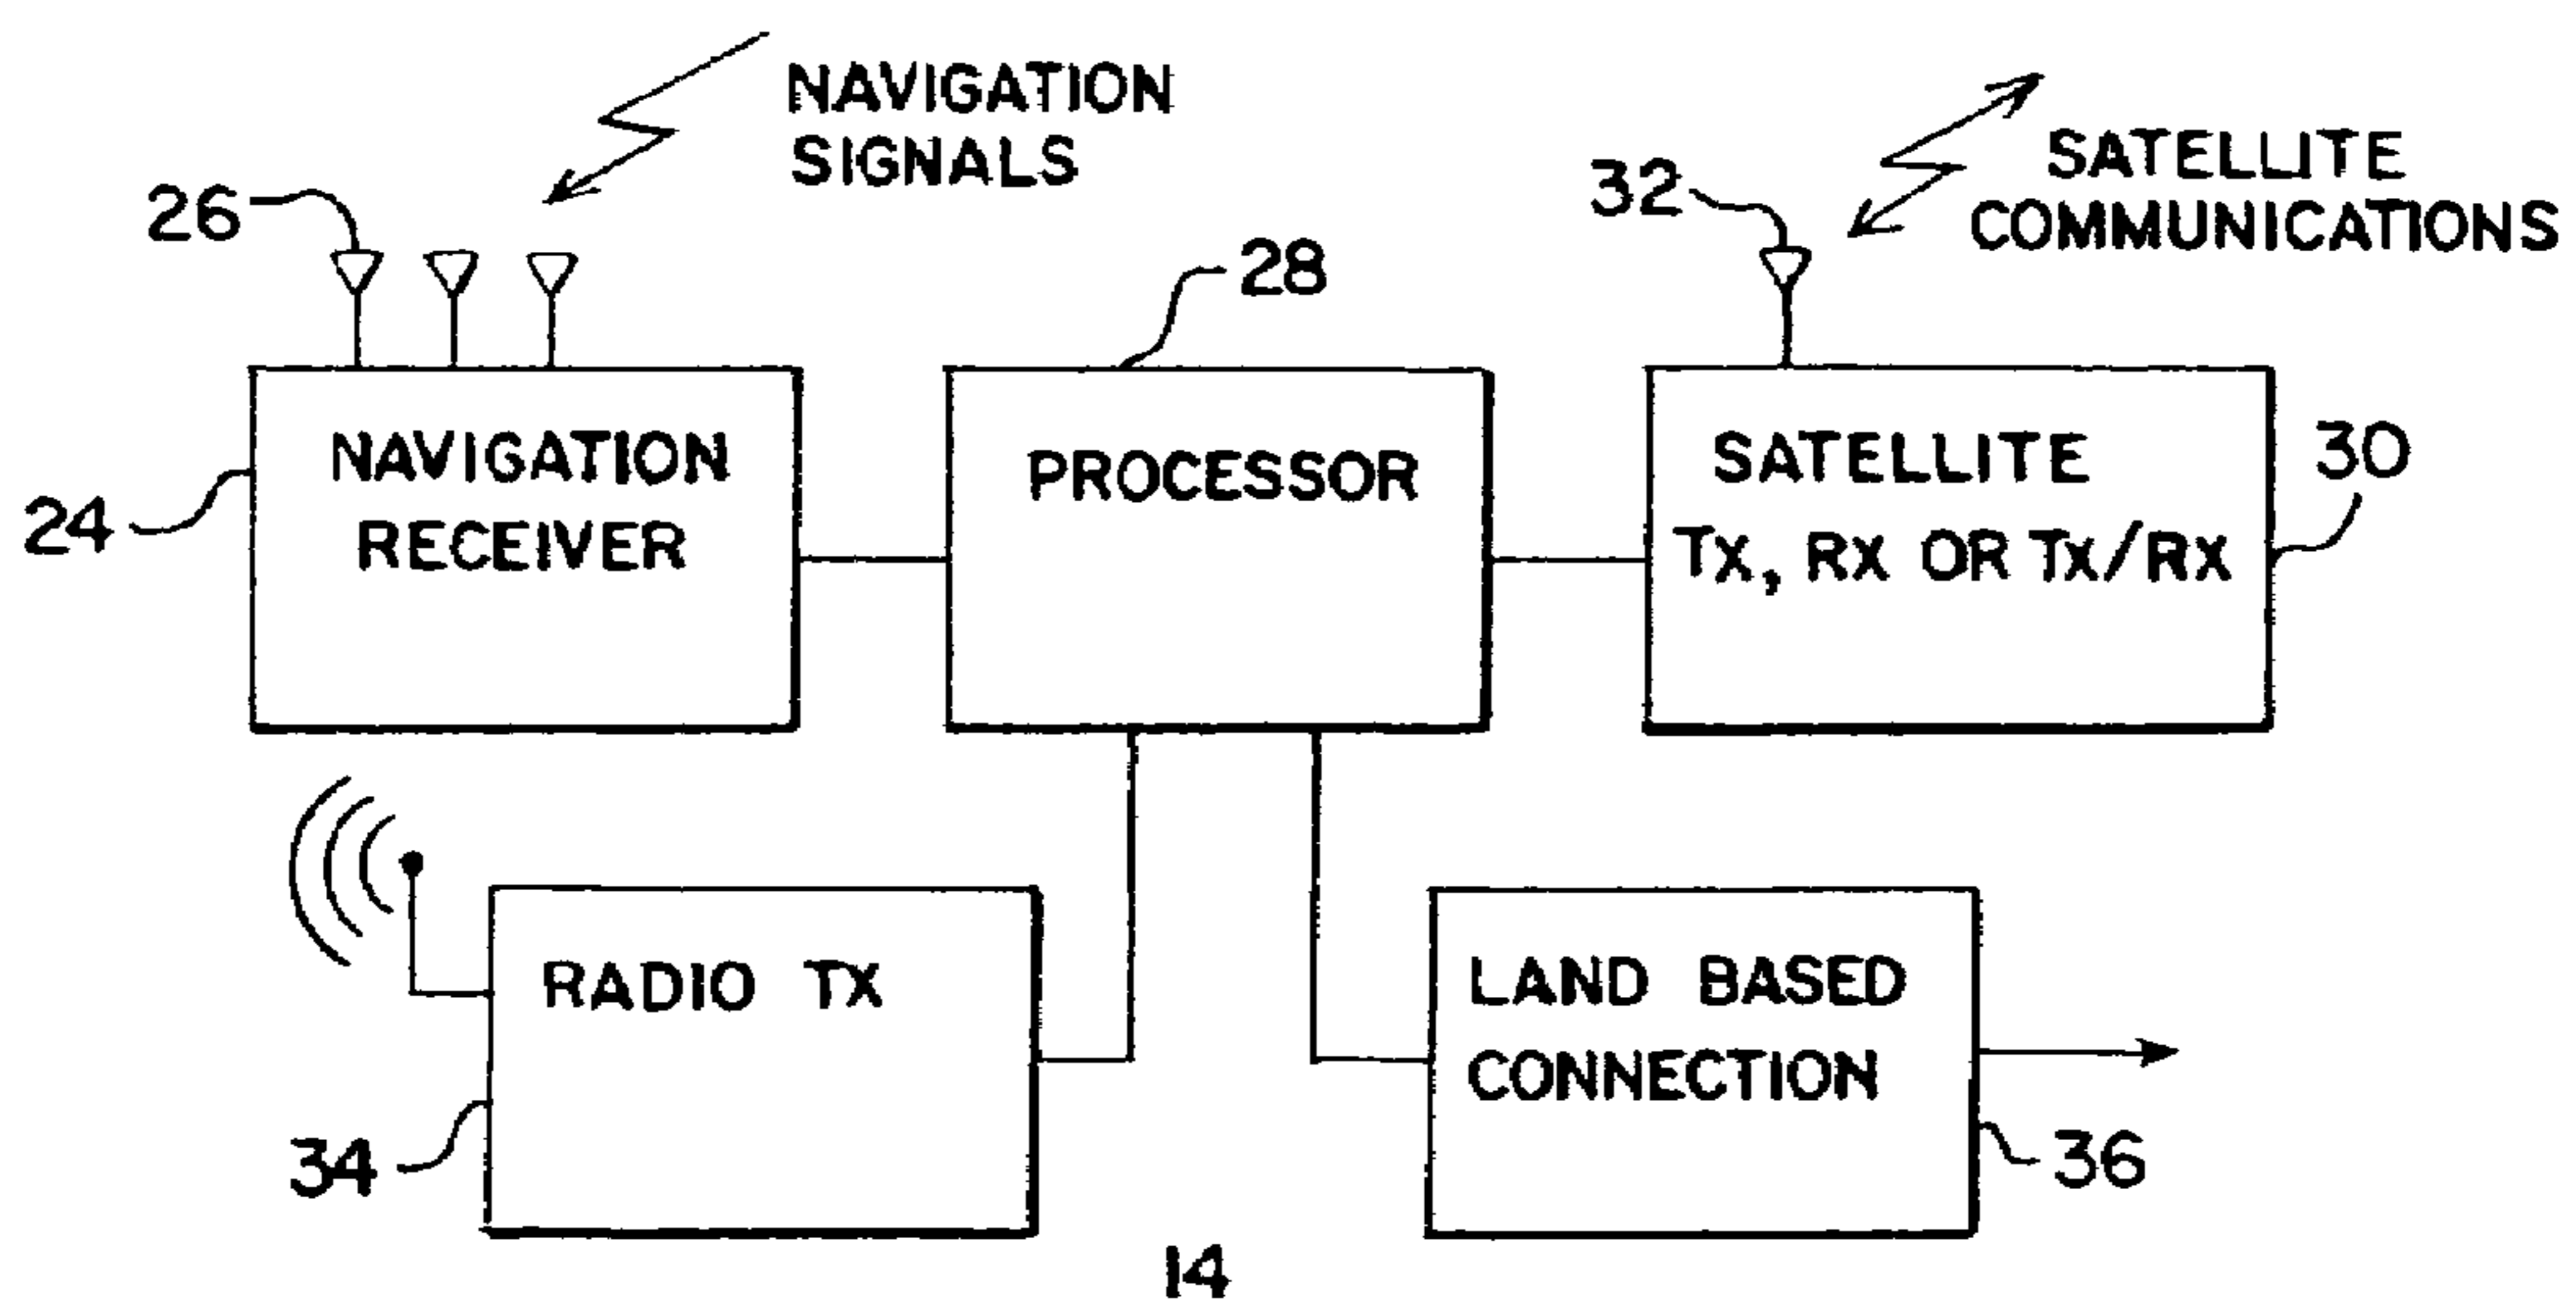 NAVIGATION
SIGNALS
SATELLITE
COMMUNICATIONS
26
32
28
NAVIGATION
RECEIVER
PROCESSOR
SATELLITE
TX, RX OR TX/RX
24
30
RADIO TX
LAND BASED
CONNECTION
34
36
14